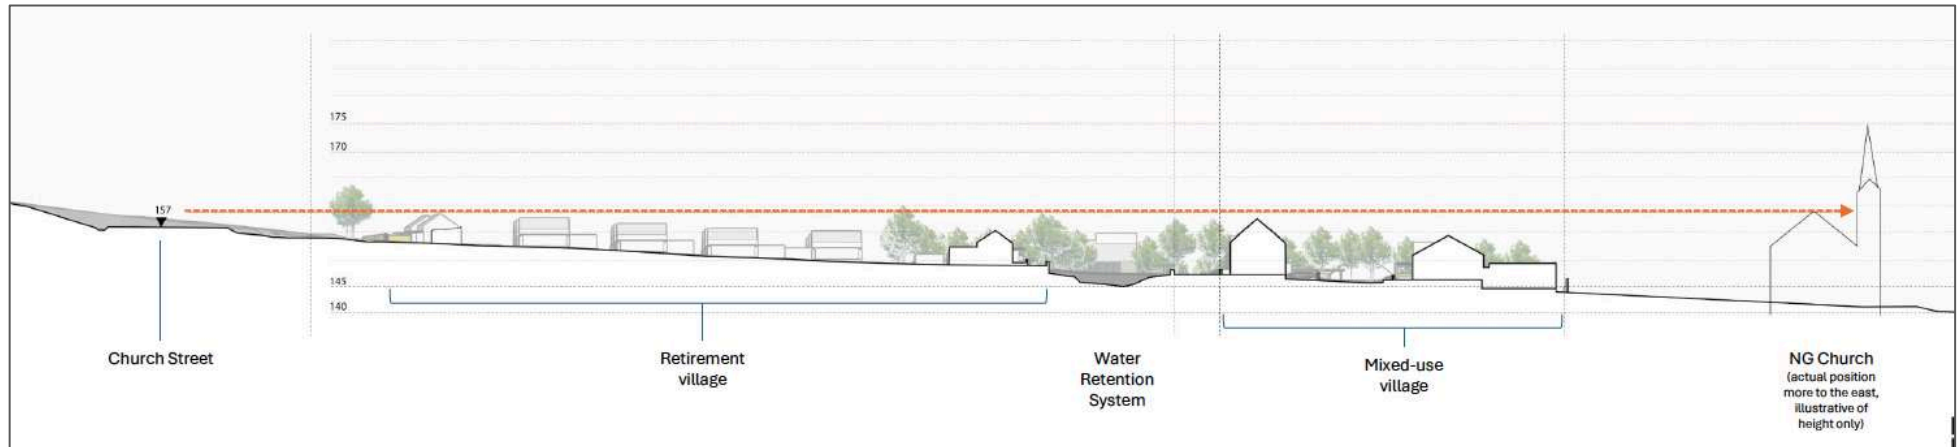 175
170
157
145
140
Church Street
Retirement
village
Water
Retention
System
Mixed-use
village
NG Church
(actual position
more to the east,
illustrative of
height only)